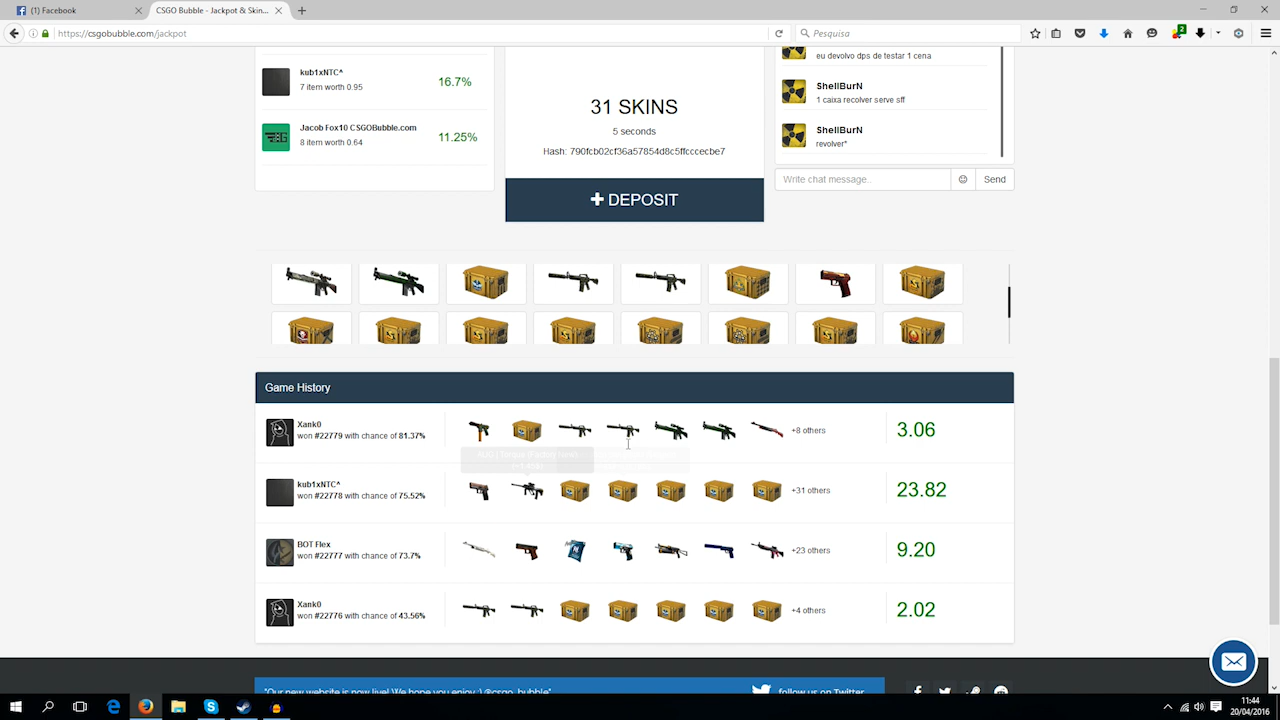 (1) Facebook
CSGO Bubble - Jackpot & Skin...
https://csgobubble.com/jackpot
Pesquisa
2
kub1xNTC^
7 item worth 0.95
16.7%
Jacob Fox10 CSGOBubble.com
8 item worth 0.64
11.25%
31 SKINS
5 seconds
Hash: 790fcb02cf36a57854d8c5ffcccecbe7
DEPOSIT
eu devolvo dps de testar 1 cena
ShellBurN
1 caixa recolver serve sff
ShellBurN
revolver*
Write chat message..
Send
Game History
Xank0
won #22779 with chance of 81.37%
+8 others
3.06
kub1xNTC^
won #22778 with chance of 75.52%
+31 others
23.82
BOT Flex
won #22777 with chance of 73.7%
+23 others
9.20
Xank0
won #22776 with chance of 43.56%
+4 others
2.02
"Our new website is now live! We hope you enjoy :) @csgo_bubble"
follow us on Twitter
11:44
20/04/2016